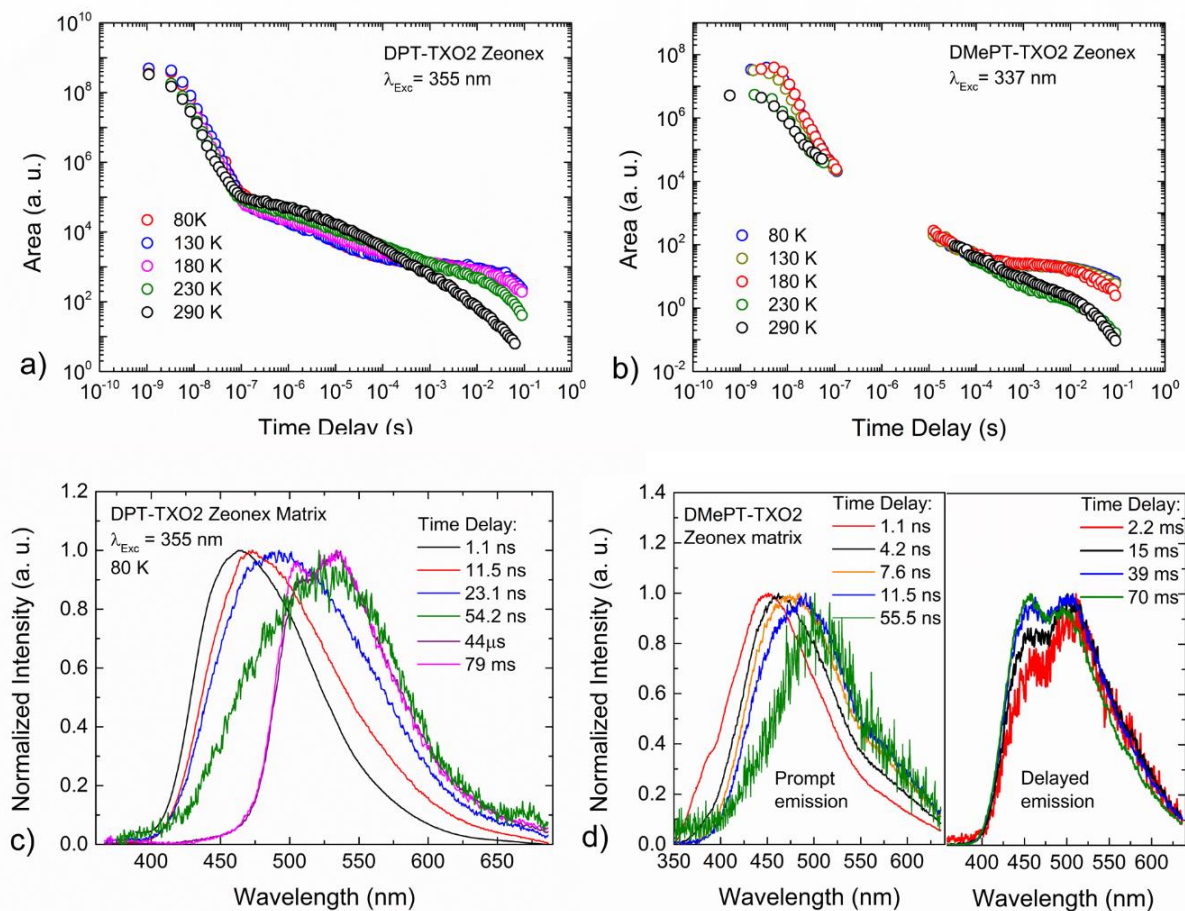 DPT-TXO2 Zeonex
λExc= 355 nm
Area (a. u.)
10^10
10^8
10^6
10^4
10^2
10^0
80K
130 K
180 K
230 K
290 K
10^-10 10^-9 10^-8 10^-7 10^-6 10^-5 10^-4 10^-3 10^-2 10^-1 10^0
a)
Time Delay (s)
DMePT-TXO2 Zeonex
λExc= 337 nm
Area (a. u.)
10^8
10^6
10^4
10^2
10^0
10^-2
80 K
130 K
180 K
230 K
290 K
10^-10 10^-9 10^-8 10^-7 10^-6 10^-5 10^-4 10^-3 10^-2 10^-1 10^0
b)
Time Delay (s)
DPT-TXO2 Zeonex Matrix
λExc = 355 nm
80 K
Time Delay:
1.1 ns
11.5 ns
23.1 ns
54.2 ns
44μs
79 ms
Normalized Intensity (a. u.)
1.2
1.0
0.8
0.6
0.4
0.2
0.0
400 450 500 550 600 650
c)
Wavelength (nm)
DMePT-TXO2
Zeonex matrix
Time Delay:
1.1 ns
4.2 ns
7.6 ns
11.5 ns
55.5 ns
Prompt
emission
Normalized Intensity (a. u.)
1.4
1.2
1.0
0.8
0.6
0.4
0.2
0.0
350 400 450 500 550 600
d)
Wavelength (nm)
Time Delay:
2.2 ms
15 ms
39 ms
70 ms
Delayed
emission
400 450 500 550 600
Wavelength (nm)